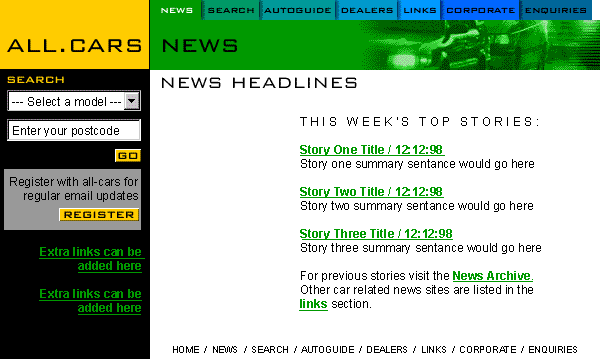 NEWS SEARCH AUTOGUIDE DEALERS LINKS CORPORATE ENQUIRIES
ALL.CARS
NEWS
SEARCH
--- Select a model ---
Enter your postcode
GO
Register with all-cars for
regular email updates
REGISTER
Extra links can be
added here
Extra links can be
added here
NEWS HEADLINES
THIS WEEK'S TOP STORIES:
Story One Title / 12:12:98
Story one summary sentance would go here
Story Two Title / 12:12:98
Story two summary sentance would go here
Story Three Title / 12:12:98
Story three summary sentance would go here
For previous stories visit the News Archive.
Other car related news sites are listed in the
links section.
HOME / NEWS / SEARCH / AUTOGUIDE / DEALERS / LINKS / CORPORATE / ENQUIRIES